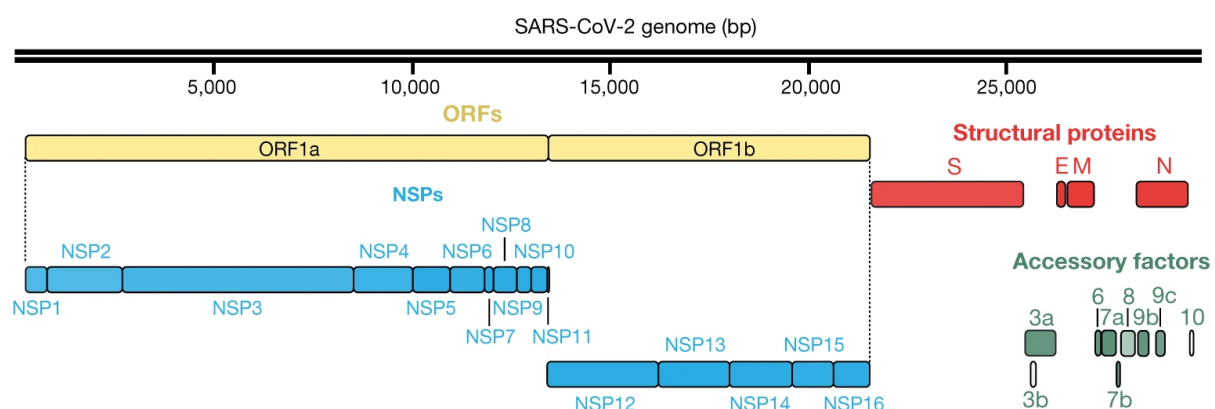 SARS-CoV-2 genome (bp)
5,000 10,000 15,000 20,000 25,000
ORFs
ORF1a ORF1b
Structural proteins
S E M N
NSPs
NSP8
NSP2 NSP4 NSP6 NSP10
NSP1 NSP3 NSP5 NSP9
NSP7 NSP11
NSP13 NSP15
NSP12 NSP14 NSP16
Accessory factors
6 8 9c
3a 7a 9b 10
3b 7b